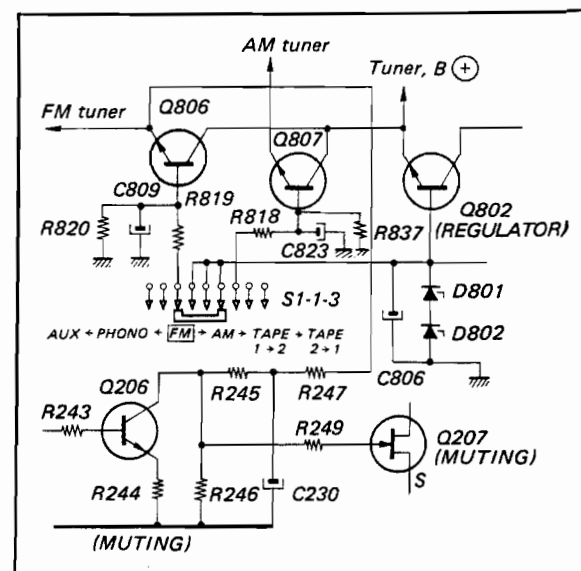 AM tuner
Tuner, B ⊕
FM tuner
Q806
Q807
C809
R819
R820
R818
C823
R837
Q802
(REGULATOR)
S1-1-3
D801
D802
AUX ÷ PHONO ÷ FM → AM → TAPE 1 → 2 ÷ TAPE 2 → 1
C806
Q206
R245
R247
R243
R249
Q207
(MUTING)
R244
R246
C230
S
(MUTING)